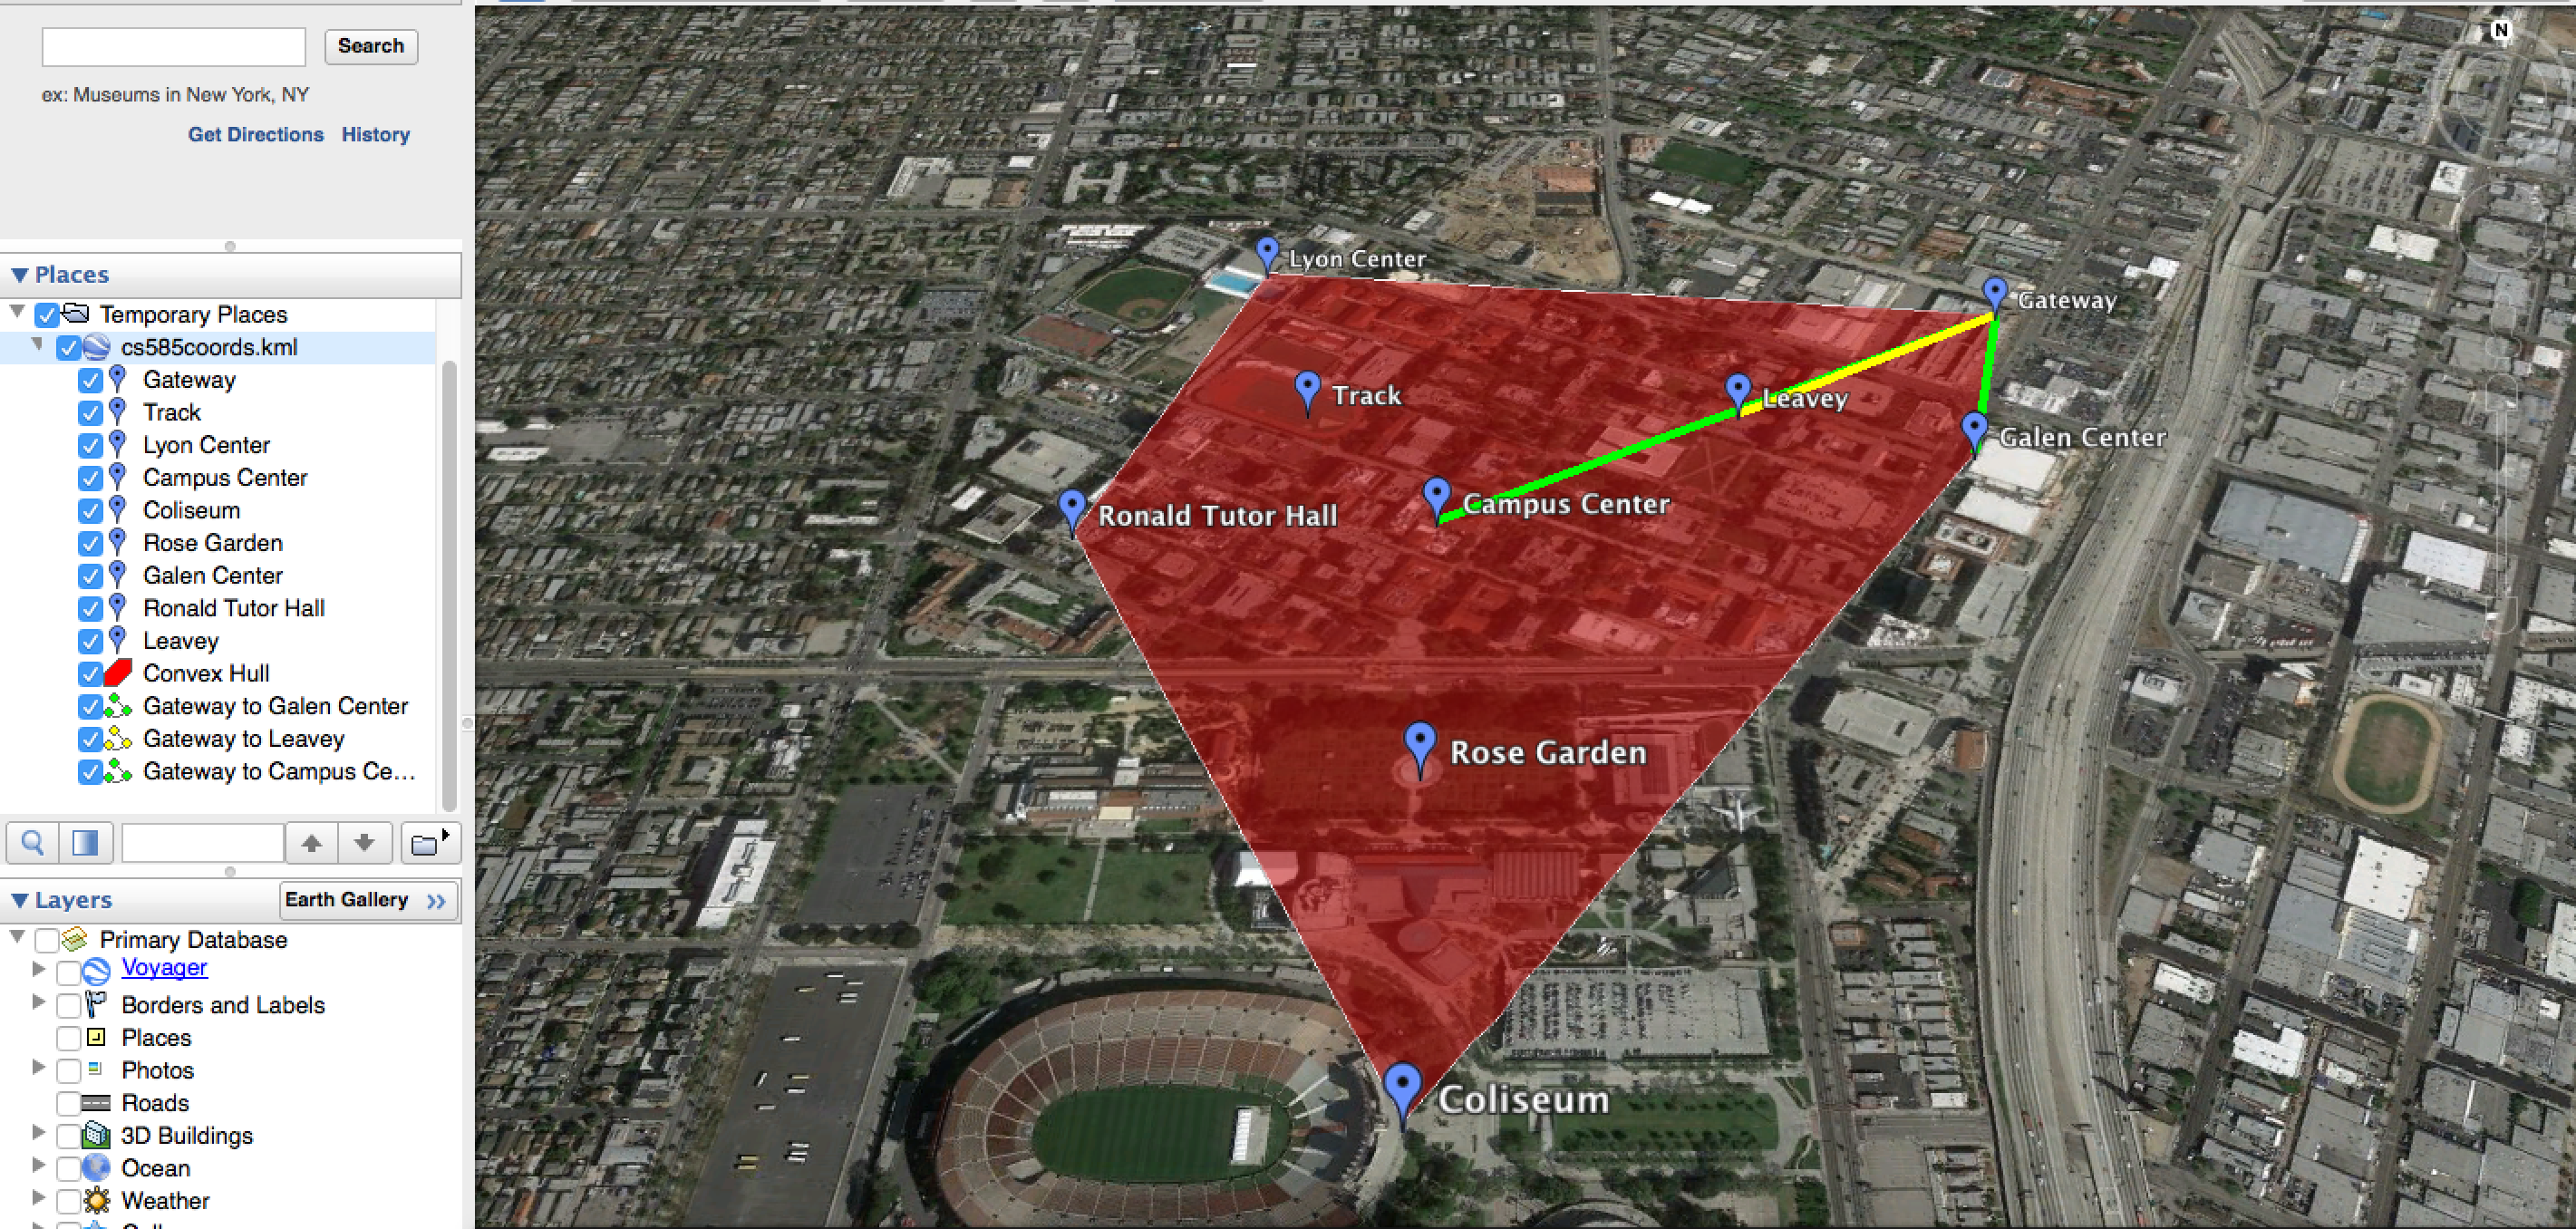 Search
ex: Museums in New York, NY
Get Directions History
Places
Temporary Places
cs585coords.kml
Gateway
Track
Lyon Center
Campus Center
Coliseum
Rose Garden
Galen Center
Ronald Tutor Hall
Leavey
Convex Hull
Gateway to Galen Center
Gateway to Leavey
Gateway to Campus Ce...
Layers
Earth Gallery »
Primary Database
Voyager
Borders and Labels
Places
Photos
Roads
3D Buildings
Ocean
Weather
N
Lyon Center
Gateway
Track
Leavey
Galen Center
Ronald Tutor Hall
Campus Center
Rose Garden
Coliseum